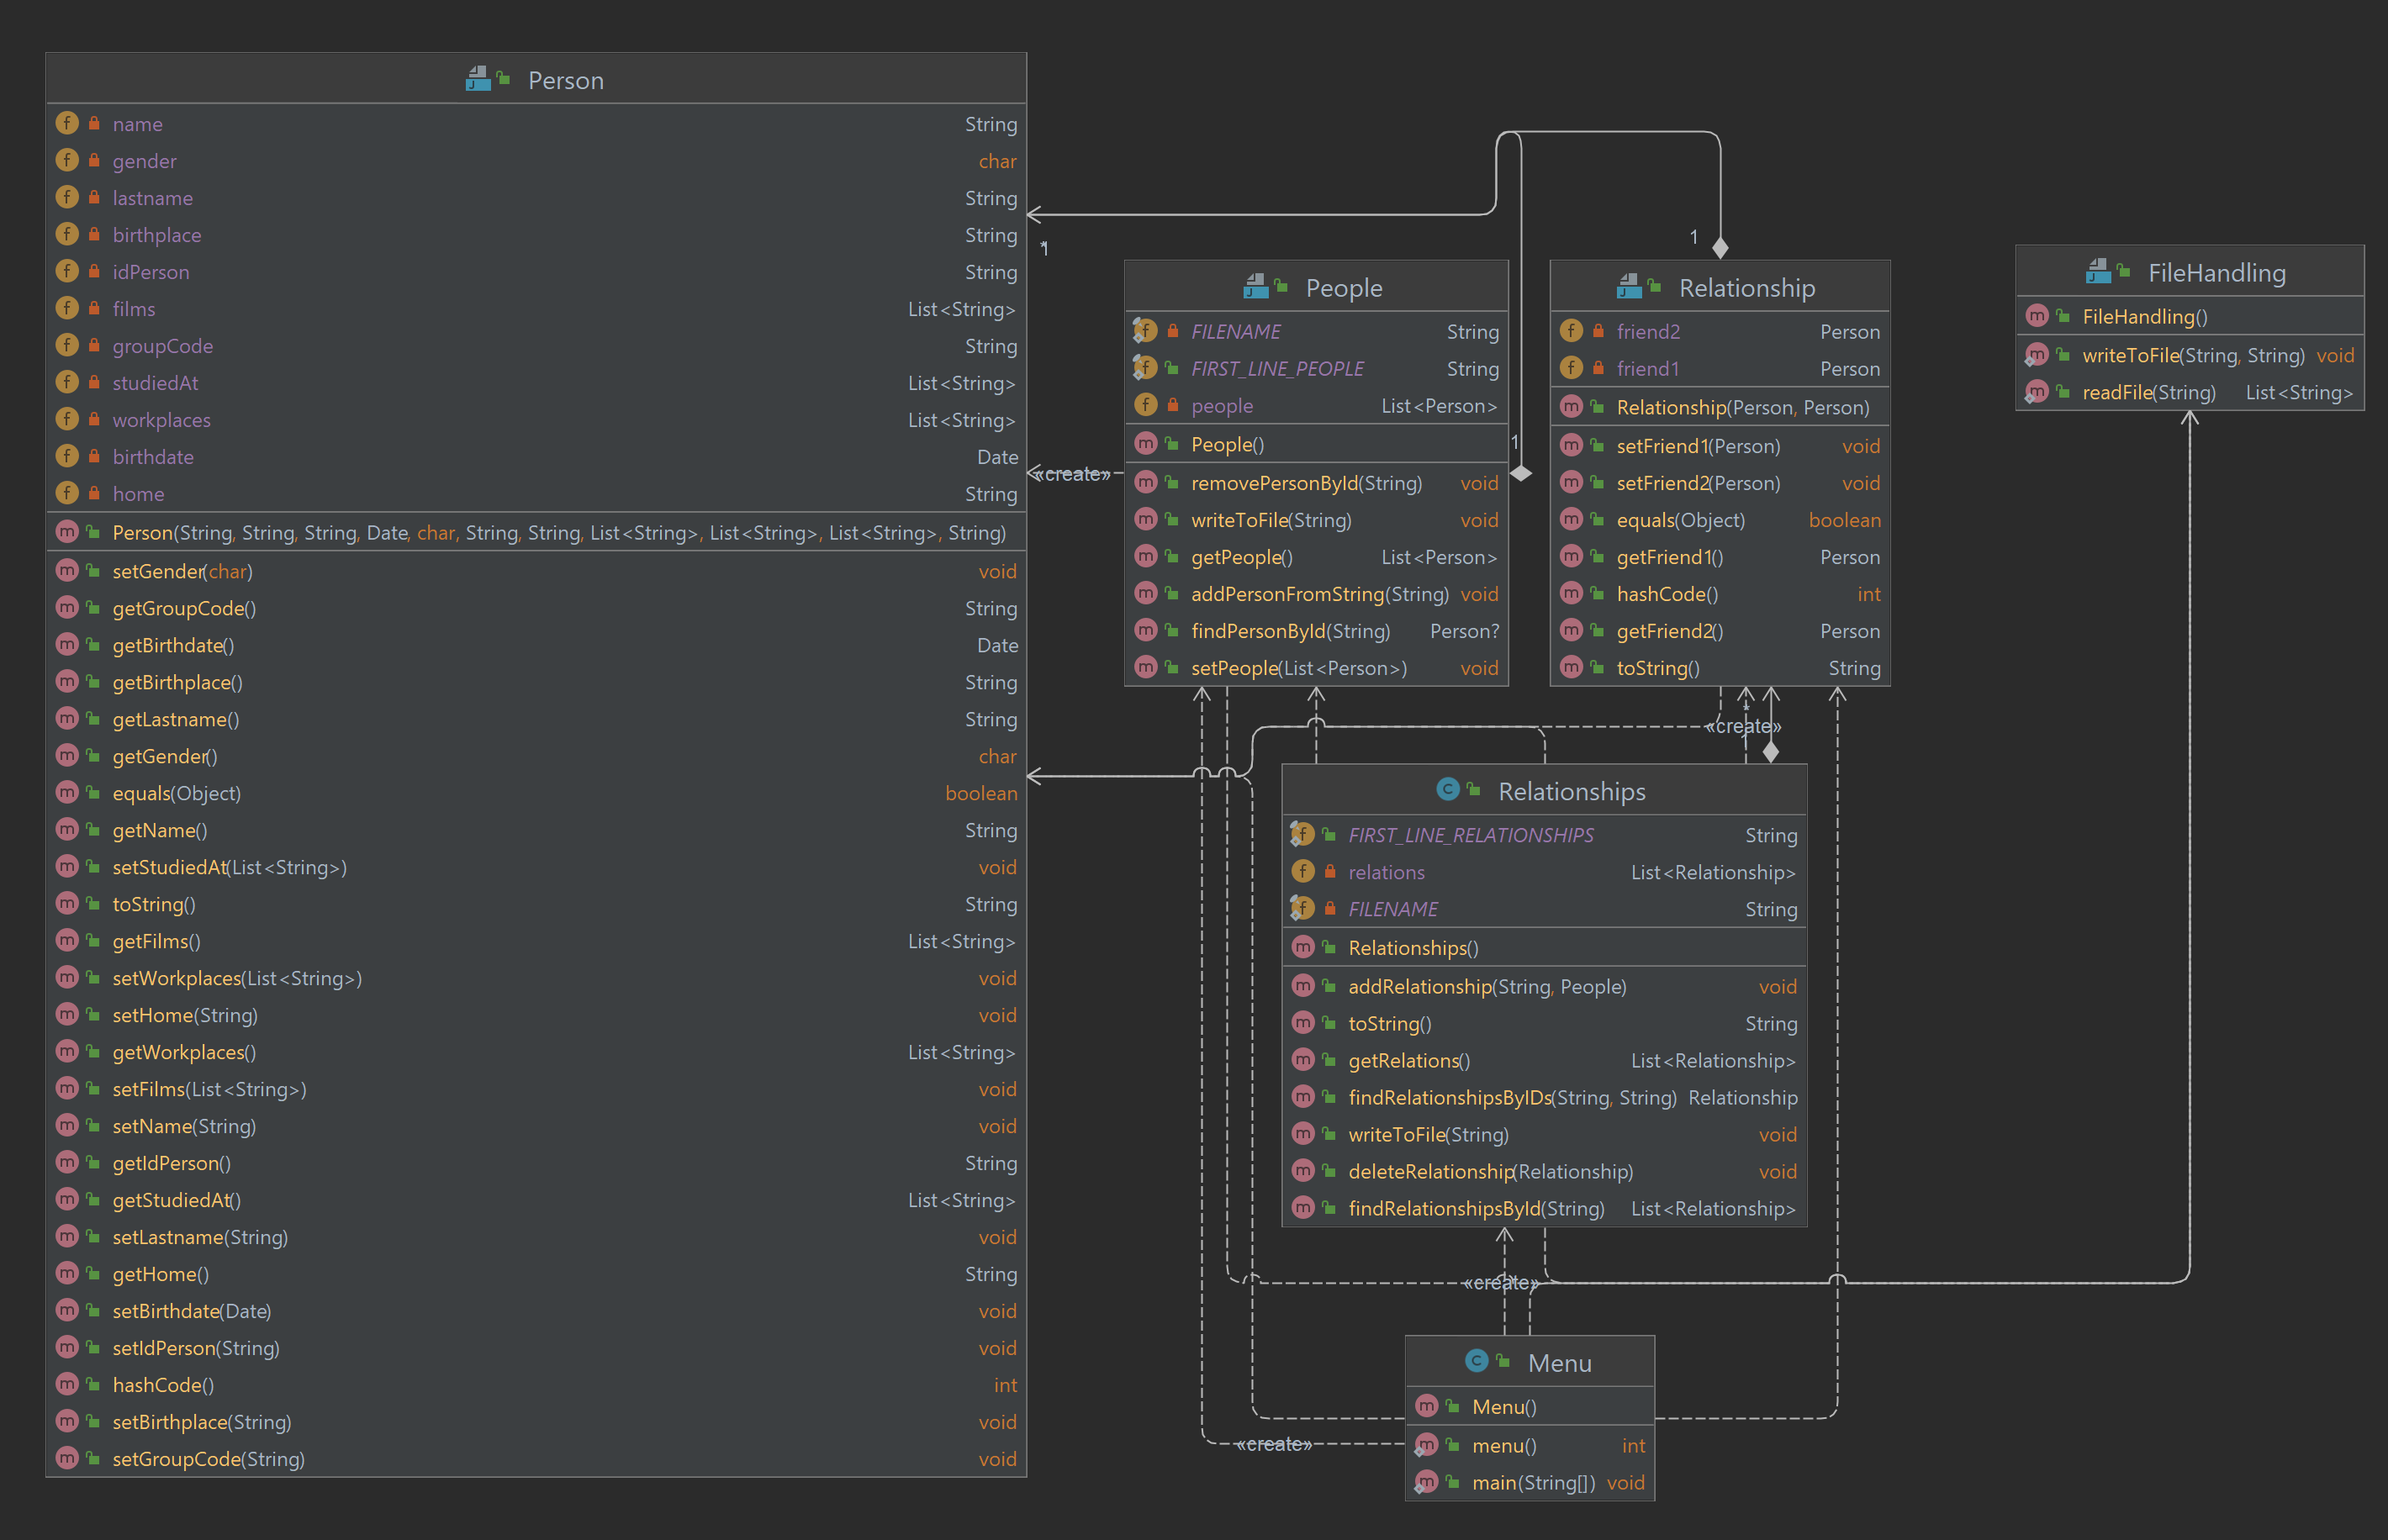 Person
name String
gender char
lastname String
birthplace String
idPerson String
films List<String>
groupCode String
studiedAt List<String>
workplaces List<String>
birthdate Date
home String
Person(String, String, String, Date, char, String, String, List<String>, List<String>, List<String>, String)
setGender(char) void
getGroupCode() String
getBirthdate() Date
getBirthplace() String
getLastname() String
getGender() char
equals(Object) boolean
getName() String
setStudiedAt(List<String>) void
toString() String
getFilms() List<String>
setWorkplaces(List<String>) void
setHome(String) void
getWorkplaces() List<String>
setFilms(List<String>) void
setName(String) void
getIdPerson() String
getStudiedAt() List<String>
setLastname(String) void
getHome() String
setBirthdate(Date) void
setIdPerson(String) void
hashCode() int
setBirthplace(String) void
setGroupCode(String) void
*
1
«create»
People
FILENAME String
FIRST_LINE_PEOPLE String
people List<Person>
People()
removePersonById(String) void
writeToFile(String) void
getPeople() List<Person>
addPersonFromString(String) void
findPersonById(String) Person?
setPeople(List<Person>) void
1
1
Relationship
friend2 Person
friend1 Person
Relationship(Person, Person)
setFriend1(Person) void
setFriend2(Person) void
equals(Object) boolean
getFriend1() Person
hashCode() int
getFriend2() Person
toString() String
FileHandling
FileHandling()
writeToFile(String, String) void
readFile(String) List<String>
*
«create»
1
Relationships
FIRST_LINE_RELATIONSHIPS String
relations List<Relationship>
FILENAME String
Relationships()
addRelationship(String, People) void
toString() String
getRelations() List<Relationship>
findRelationshipsByIDs(String, String) Relationship
writeToFile(String) void
deleteRelationship(Relationship) void
findRelationshipsById(String) List<Relationship>
«create»
«create»
Menu
Menu()
menu() int
main(String[]) void